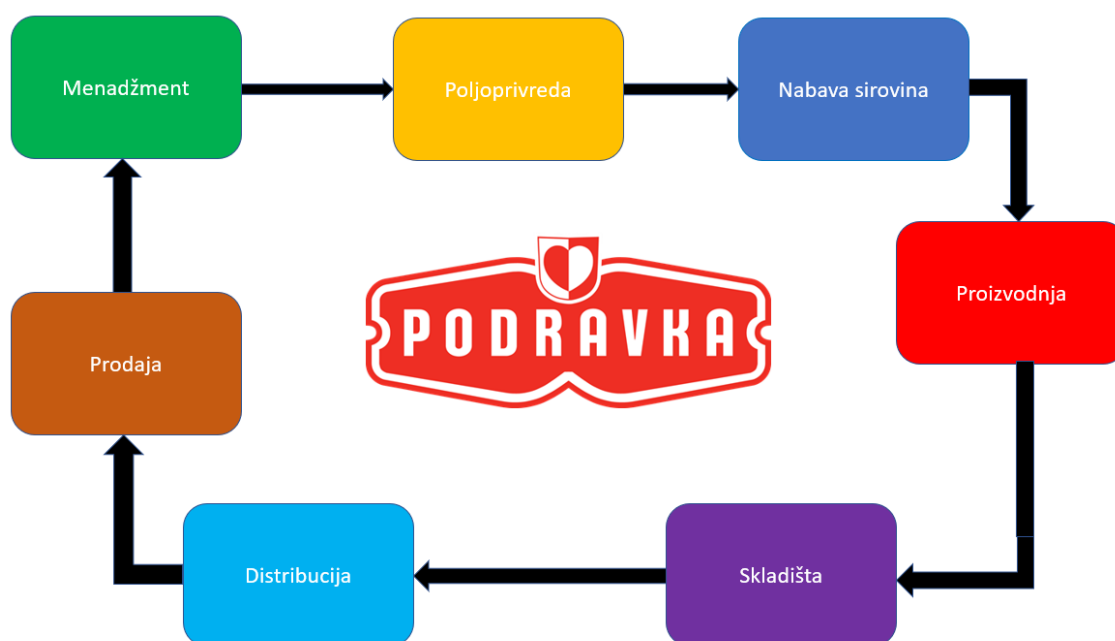 Menadžment
Poljoprivreda
Nabava sirovina
Proizvodnja
PODRAVKA
Prodaja
Distribucija
Skladišta